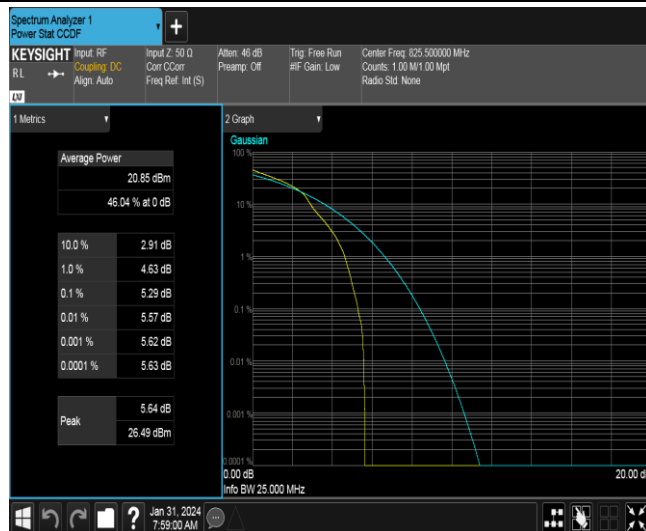 Spectrum Analyzer 1
Power Stat CCDF
KEYSIGHT
RL
Input: RF
Coupling: DC
Align: Auto
Input Z: 50 Ω
Corr CCorr
Freq Ref: Int (S)
Atten: 46 dB
Preamp: Off
Trig: Free Run
#IF Gain: Low
Center Freq: 825.500000 MHz
Counts: 1.00 M/1.00 Mpt
Radio Std: None
1 Metrics
Average Power
20.85 dBm
46.04 % at 0 dB
10.0 % 2.91 dB
1.0 % 4.63 dB
0.1 % 5.29 dB
0.01 % 5.57 dB
0.001 % 5.62 dB
0.0001 % 5.63 dB
Peak
5.64 dB
26.49 dBm
2 Graph
Gaussian
100 %
10 %
1 %
0.1 %
0.01 %
0.001 %
0.0001 %
0.00 dB
20.00 d
Info BW 25.000 MHz
?
Jan 31, 2024
7:59:00 AM